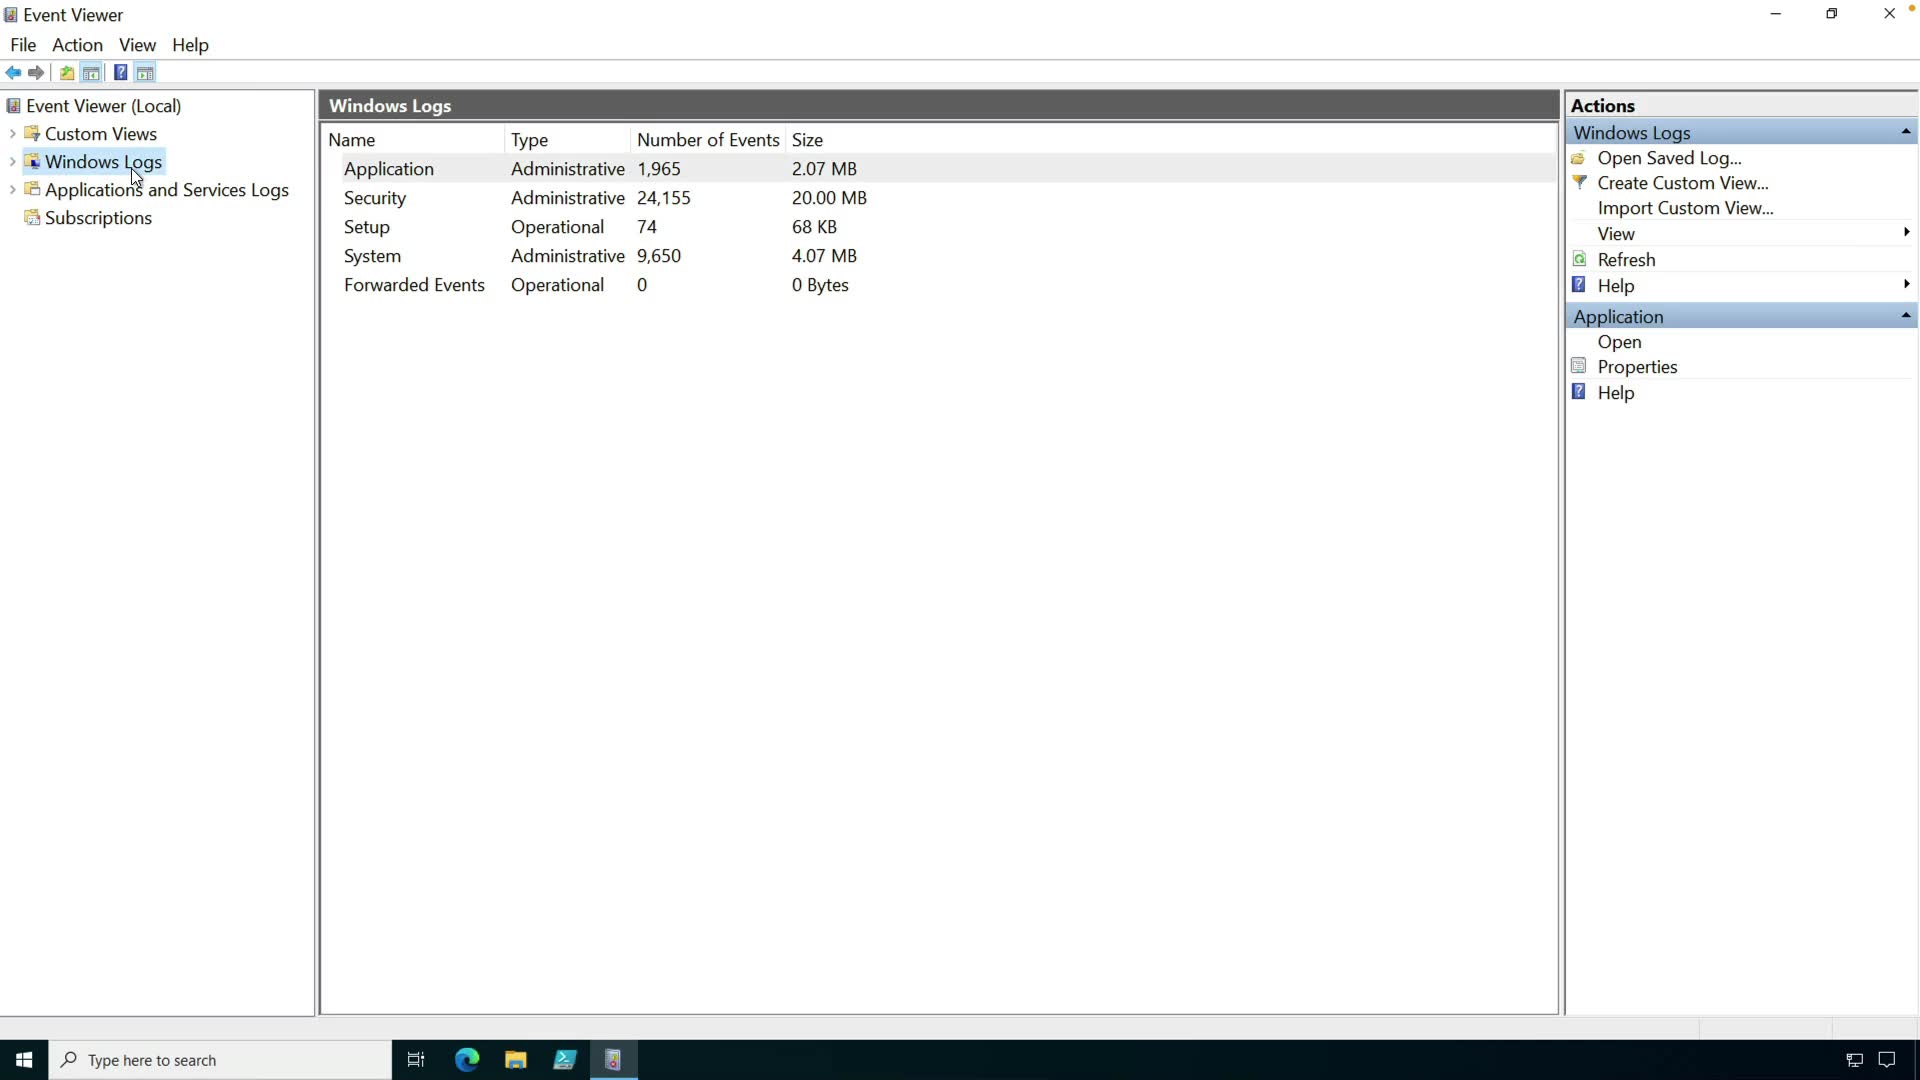 Event Viewer
File Action View Help
Event Viewer (Local)
Custom Views
Windows Logs
Applications and Services Logs
Subscriptions
Windows Logs
Name Type Number of Events Size
Application Administrative 1,965 2.07 MB
Security Administrative 24,155 20.00 MB
Setup Operational 74 68 KB
System Administrative 9,650 4.07 MB
Forwarded Events Operational 0 0 Bytes
Actions
Windows Logs
Open Saved Log...
Create Custom View...
Import Custom View...
View
Refresh
Help
Application
Open
Properties
Help
Type here to search